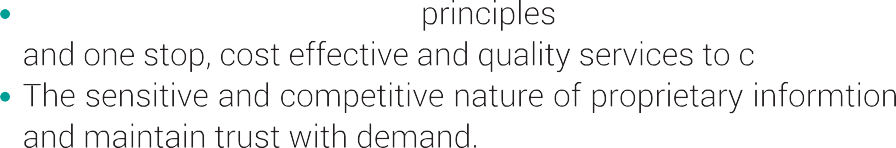 • principles
and one stop, cost effective and quality services to c
• The sensitive and competitive nature of proprietary informtion
and maintain trust with demand.